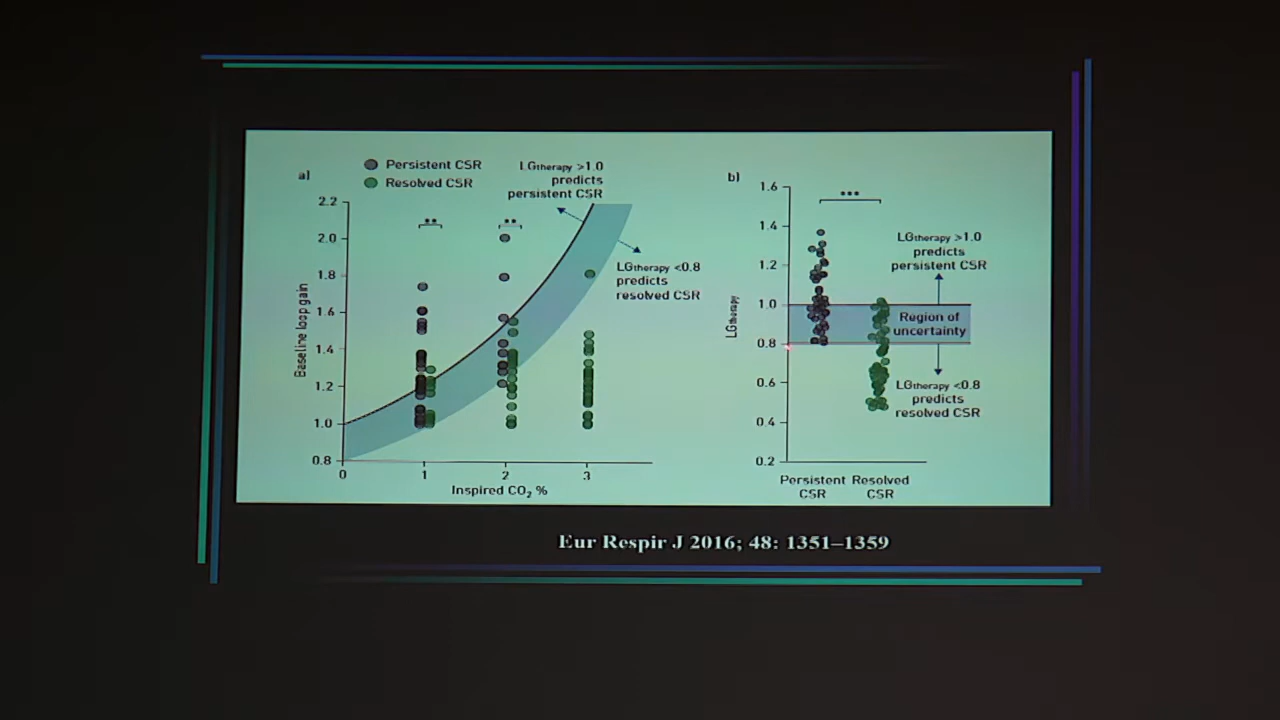 a)
Persistent CSR
Resolved CSR
LGtherapy >1.0
predicts
persistent CSR
**
**
LGtherapy <0.8
predicts
resolved CSR
Baseline loop gain
2.2
2.0
1.8
1.6
1.4
1.2
1.0
0.8
0
1
2
3
Inspired CO₂ %
b)
***
LGtherapy
1.6
1.4
1.2
1.0
0.8
0.6
0.4
0.2
LGtherapy >1.0
predicts
persistent CSR
Region of
uncertainty
LGtherapy <0.8
predicts
resolved CSR
Persistent CSR
Resolved CSR
Eur Respir J 2016; 48: 1351–1359